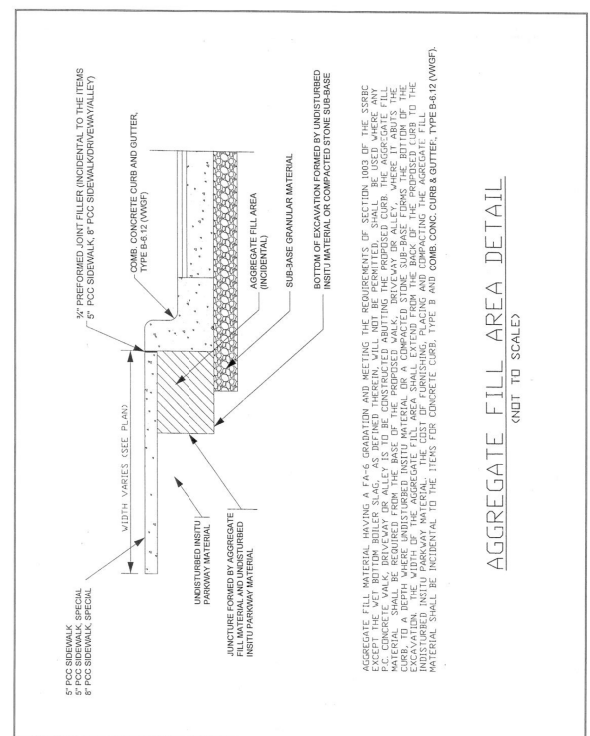 5" PCC SIDEWALK
5" PCC SIDEWALK, SPECIAL
8" PCC SIDEWALK, SPECIAL
WIDTH VARIES (SEE PLAN)
¾" PREFORMED JOINT FILLER (INCIDENTAL TO THE ITEMS
5" PCC SIDEWALK, 8" PCC SIDEWALK/DRIVEWAY/ALLEY)
COMB. CONCRETE CURB AND GUTTER,
TYPE B-6.12 (VWGF)
AGGREGATE FILL AREA
(INCIDENTAL)
SUB-BASE GRANULAR MATERIAL
BOTTOM OF EXCAVATION FORMED BY UNDISTURBED
INSITU MATERIAL OR COMPACTED STONE SUB-BASE
UNDISTURBED INSITU
PARKWAY MATERIAL
JUNCTURE FORMED BY AGGREGATE
FILL MATERIAL AND UNDISTURBED
INSITU PARKWAY MATERIAL
AGGREGATE FILL MATERIAL HAVING A FA-6 GRADATION AND MEETING THE REQUIREMENTS OF SECTION 1003 OF THE SSRBC
EXCEPT THE WET BOTTOM BOILER SLAG, AS DEFINED THEREIN, WILL NOT BE PERMITTED, SHALL BE USED WHERE ANY
P.C. CONCRETE WALK, DRIVEWAY OR ALLEY IS TO BE CONSTRUCTED ABUTTING THE PROPOSED CURB. THE AGGREGATE FILL
MATERIAL SHALL BE REQUIRED FROM THE BASE OF THE PROPOSED WALK, DRIVEWAY OR ALLEY, WHERE IT ABUTS THE
CURB, TO A DEPTH WHERE UNDISTURBED INSITU MATERIAL OR A COMPACTED STONE SUB-BASE FORMS THE BOTTOM OF THE
EXCAVATION. THE WIDTH OF THE AGGREGATE FILL AREA SHALL EXTEND FROM THE BACK OF THE PROPOSED CURB TO THE
INDISTURBED INSITU PARKWAY MATERIAL. THE COST OF FURNISHING, PLACING AND COMPACTING THE AGREGATE FILL
MATERIAL SHALL BE INCIDENTAL TO THE ITEMS FOR CONCRETE CURB, TYPE B AND COMB. CONC. CURB & GUTTER, TYPE B-6.12 (VWGF).
AGGREGATE FILL AREA DETAIL
(NOT TO SCALE)